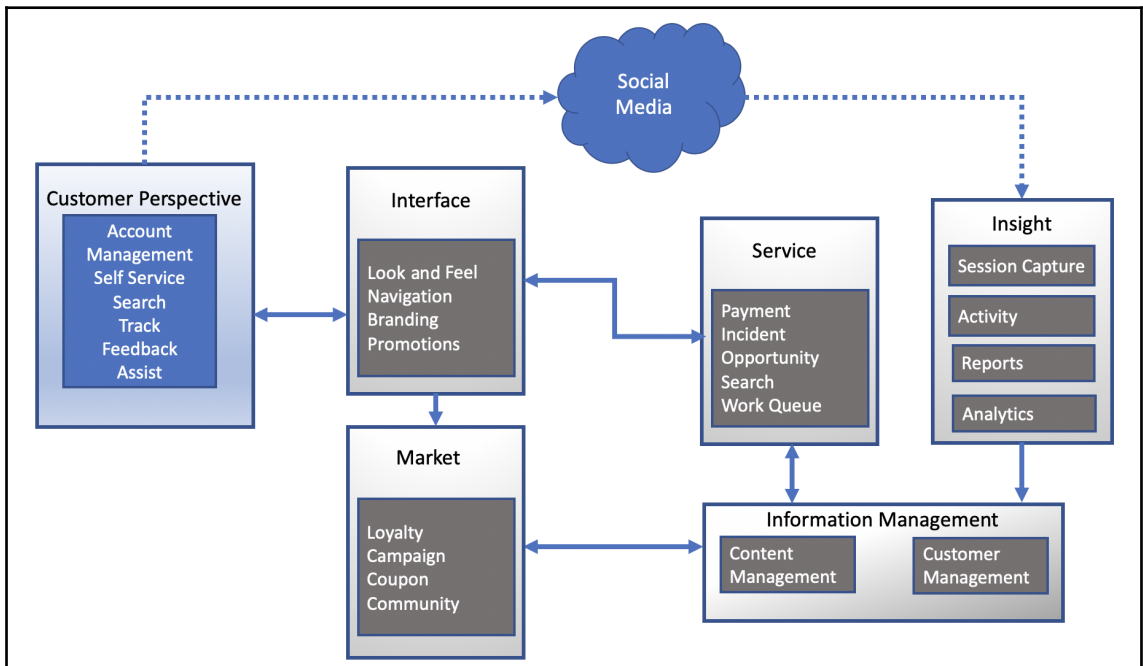 Social
Media
Customer Perspective
Account
Management
Self Service
Search
Track
Feedback
Assist
Interface
Look and Feel
Navigation
Branding
Promotions
Market
Loyalty
Campaign
Coupon
Community
Service
Payment
Incident
Opportunity
Search
Work Queue
Insight
Session Capture
Activity
Reports
Analytics
Information Management
Content
Management
Customer
Management